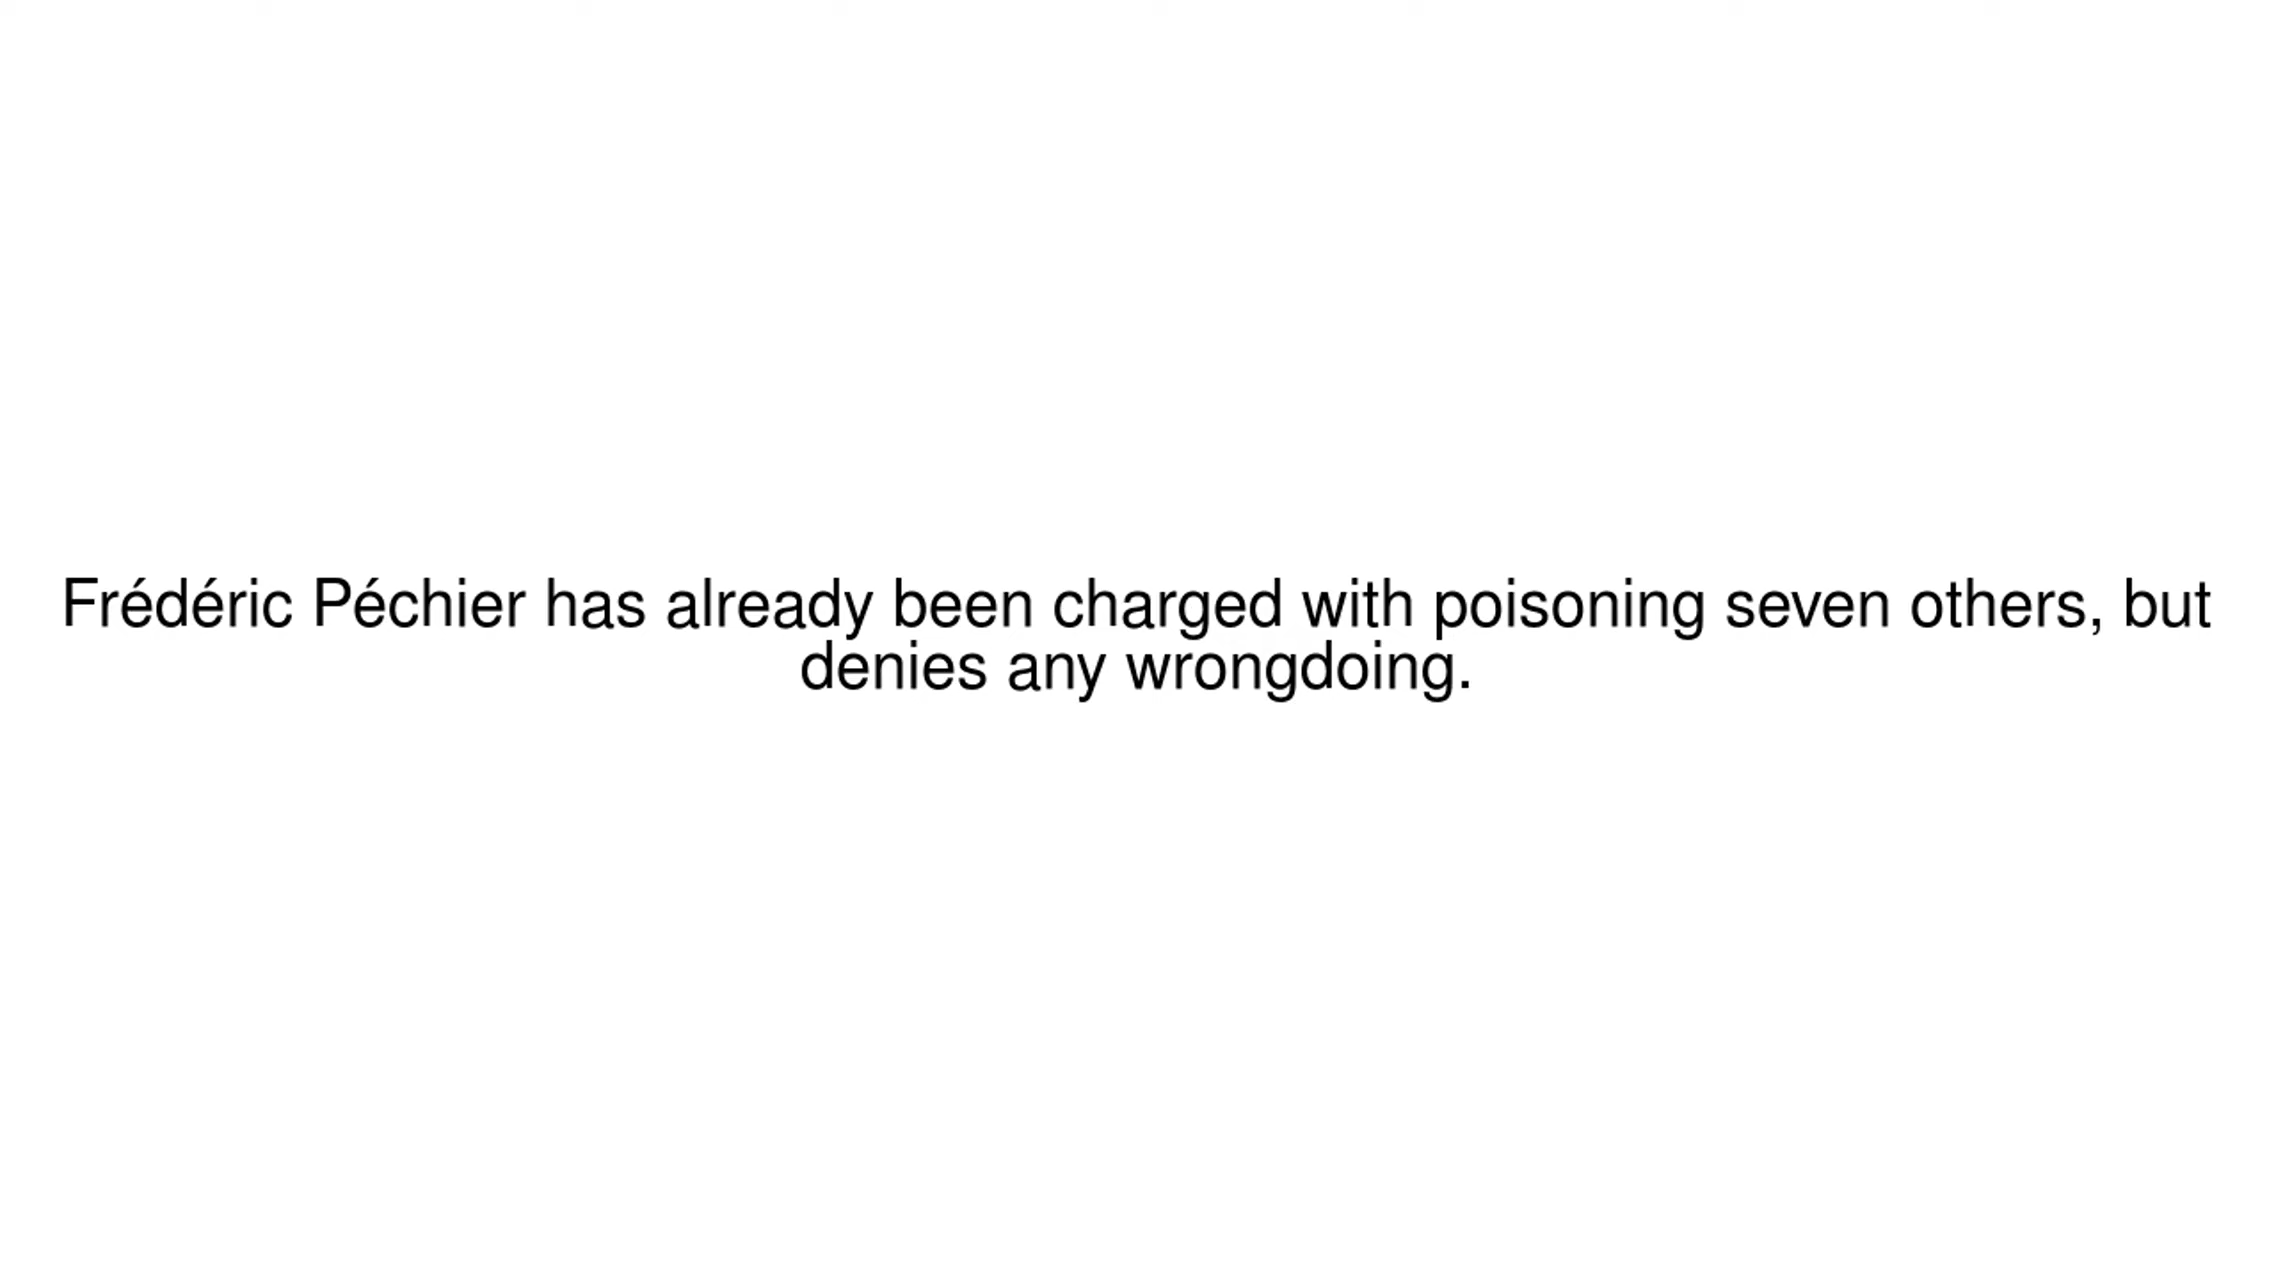 Frédéric Péchier has already been charged with poisoning seven others, but
denies any wrongdoing.